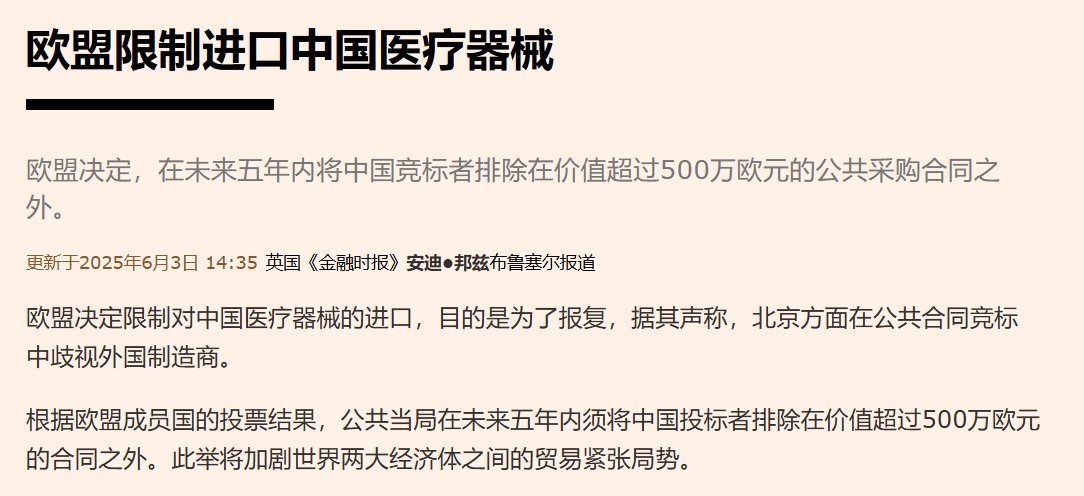 欧盟限制进口中国医疗器械
欧盟决定，在未来五年内将中国竞标者排除在价值超过500万欧元的公共采购合同之
外。
更新于2025年6月3日 14:35 英国《金融时报》安迪●邦兹布鲁塞尔报道
欧盟决定限制对中国医疗器械的进口，目的是为了报复，据其声称，北京方面在公共合同竞标
中歧视外国制造商。
根据欧盟成员国的投票结果，公共当局在未来五年内须将中国投标者排除在价值超过500万欧元
的合同之外。此举将加剧世界两大经济体之间的贸易紧张局势。